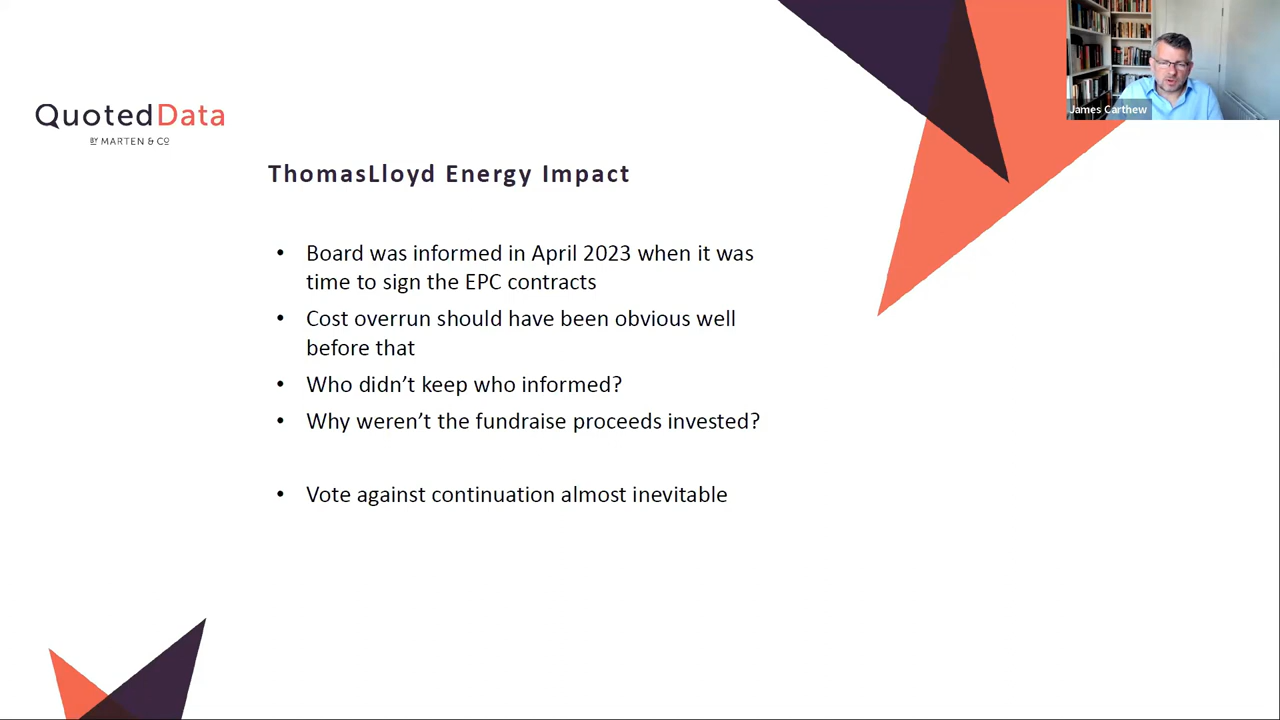 James Carthew
QuotedData
BY MARTEN & CO
ThomasLloyd Energy Impact
• Board was informed in April 2023 when it was
time to sign the EPC contracts
• Cost overrun should have been obvious well
before that
• Who didn’t keep who informed?
• Why weren’t the fundraise proceeds invested?
• Vote against continuation almost inevitable